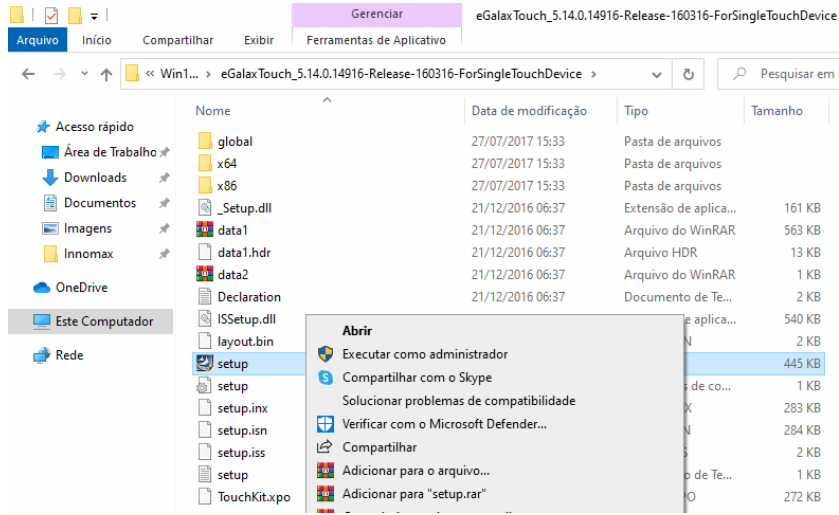 Gerenciar eGalaxTouch_5.14.0.14916-Release-160316-ForSingleTouchDevice
Arquivo Início Compartilhar Exibir Ferramentas de Aplicativo
« Win1... › eGalaxTouch_5.14.0.14916-Release-160316-ForSingleTouchDevice › Pesquisar em
Nome Data de modificação Tipo Tamanho
Acesso rápido
Área de Trabalho
Downloads
Documentos
Imagens
Innomax
OneDrive
Este Computador
Rede
global 27/07/2017 15:33 Pasta de arquivos
x64 27/07/2017 15:33 Pasta de arquivos
x86 27/07/2017 15:33 Pasta de arquivos
_Setup.dll 21/12/2016 06:37 Extensão de aplica... 161 KB
data1 21/12/2016 06:37 Arquivo do WinRAR 563 KB
data1.hdr 21/12/2016 06:37 Arquivo HDR 13 KB
data2 21/12/2016 06:37 Arquivo do WinRAR 1 KB
Declaration 21/12/2016 06:37 Documento de Te... 2 KB
ISSetup.dll e aplica... 540 KB
layout.bin N 2 KB
setup 445 KB
setup s de co... 1 KB
setup.inx X 283 KB
setup.isn N 284 KB
setup.iss 2 KB
setup o de Te... 1 KB
TouchKit.xpo O 272 KB
Abrir
Executar como administrador
Compartilhar com o Skype
Solucionar problemas de compatibilidade
Verificar com o Microsoft Defender...
Compartilhar
Adicionar para o arquivo...
Adicionar para "setup.rar"